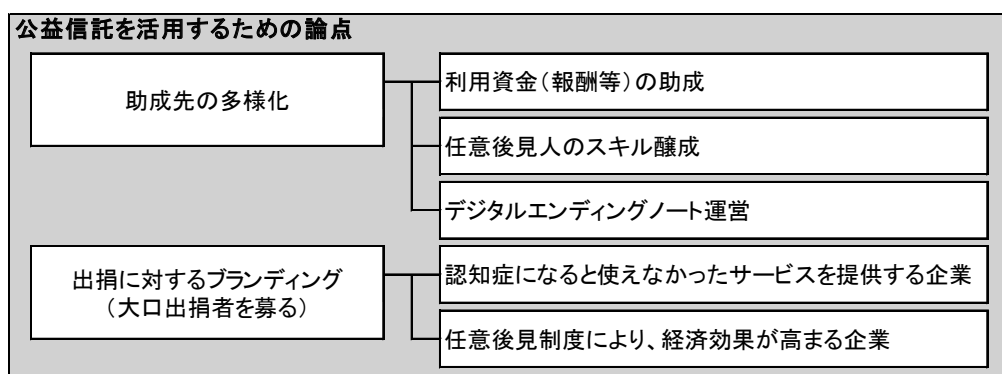 公益信託を活用するための論点
助成先の多様化
利用資金（報酬等）の助成
任意後見人のスキル醸成
デジタルエンディングノート運営
出捐に対するブランディング
（大口出捐者を募る）
認知症になると使えなかったサービスを提供する企業
任意後見制度により、経済効果が高まる企業